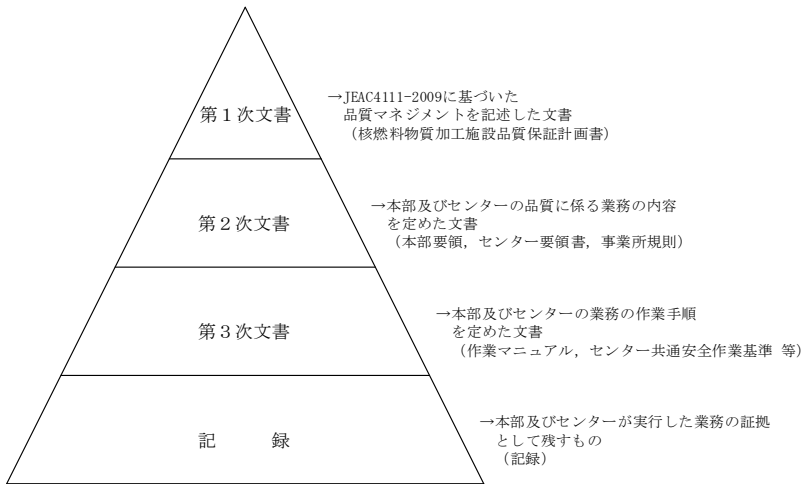 第１次文書
→JEAC4111-2009に基づいた
品質マネジメントを記述した文書
（核燃料物質加工施設品質保証計画書）
第２次文書
→本部及びセンターの品質に係る業務の内容
を定めた文書
（本部要領，センター要領書，事業所規則）
第３次文書
→本部及びセンターの業務の作業手順
を定めた文書
（作業マニュアル，センター共通安全作業基準 等）
記　　録
→本部及びセンターが実行した業務の証拠
として残すもの
（記録）